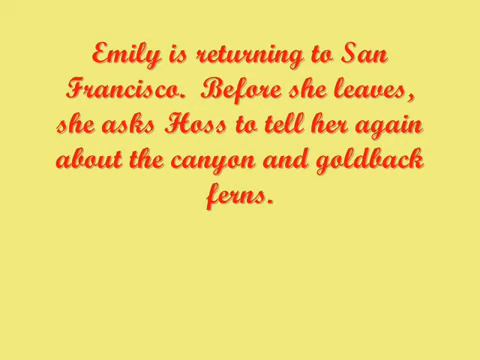 Emily is returning to San
Francisco.  Before she leaves,
she asks Hoss to tell her again
about the canyon and goldback
ferns.